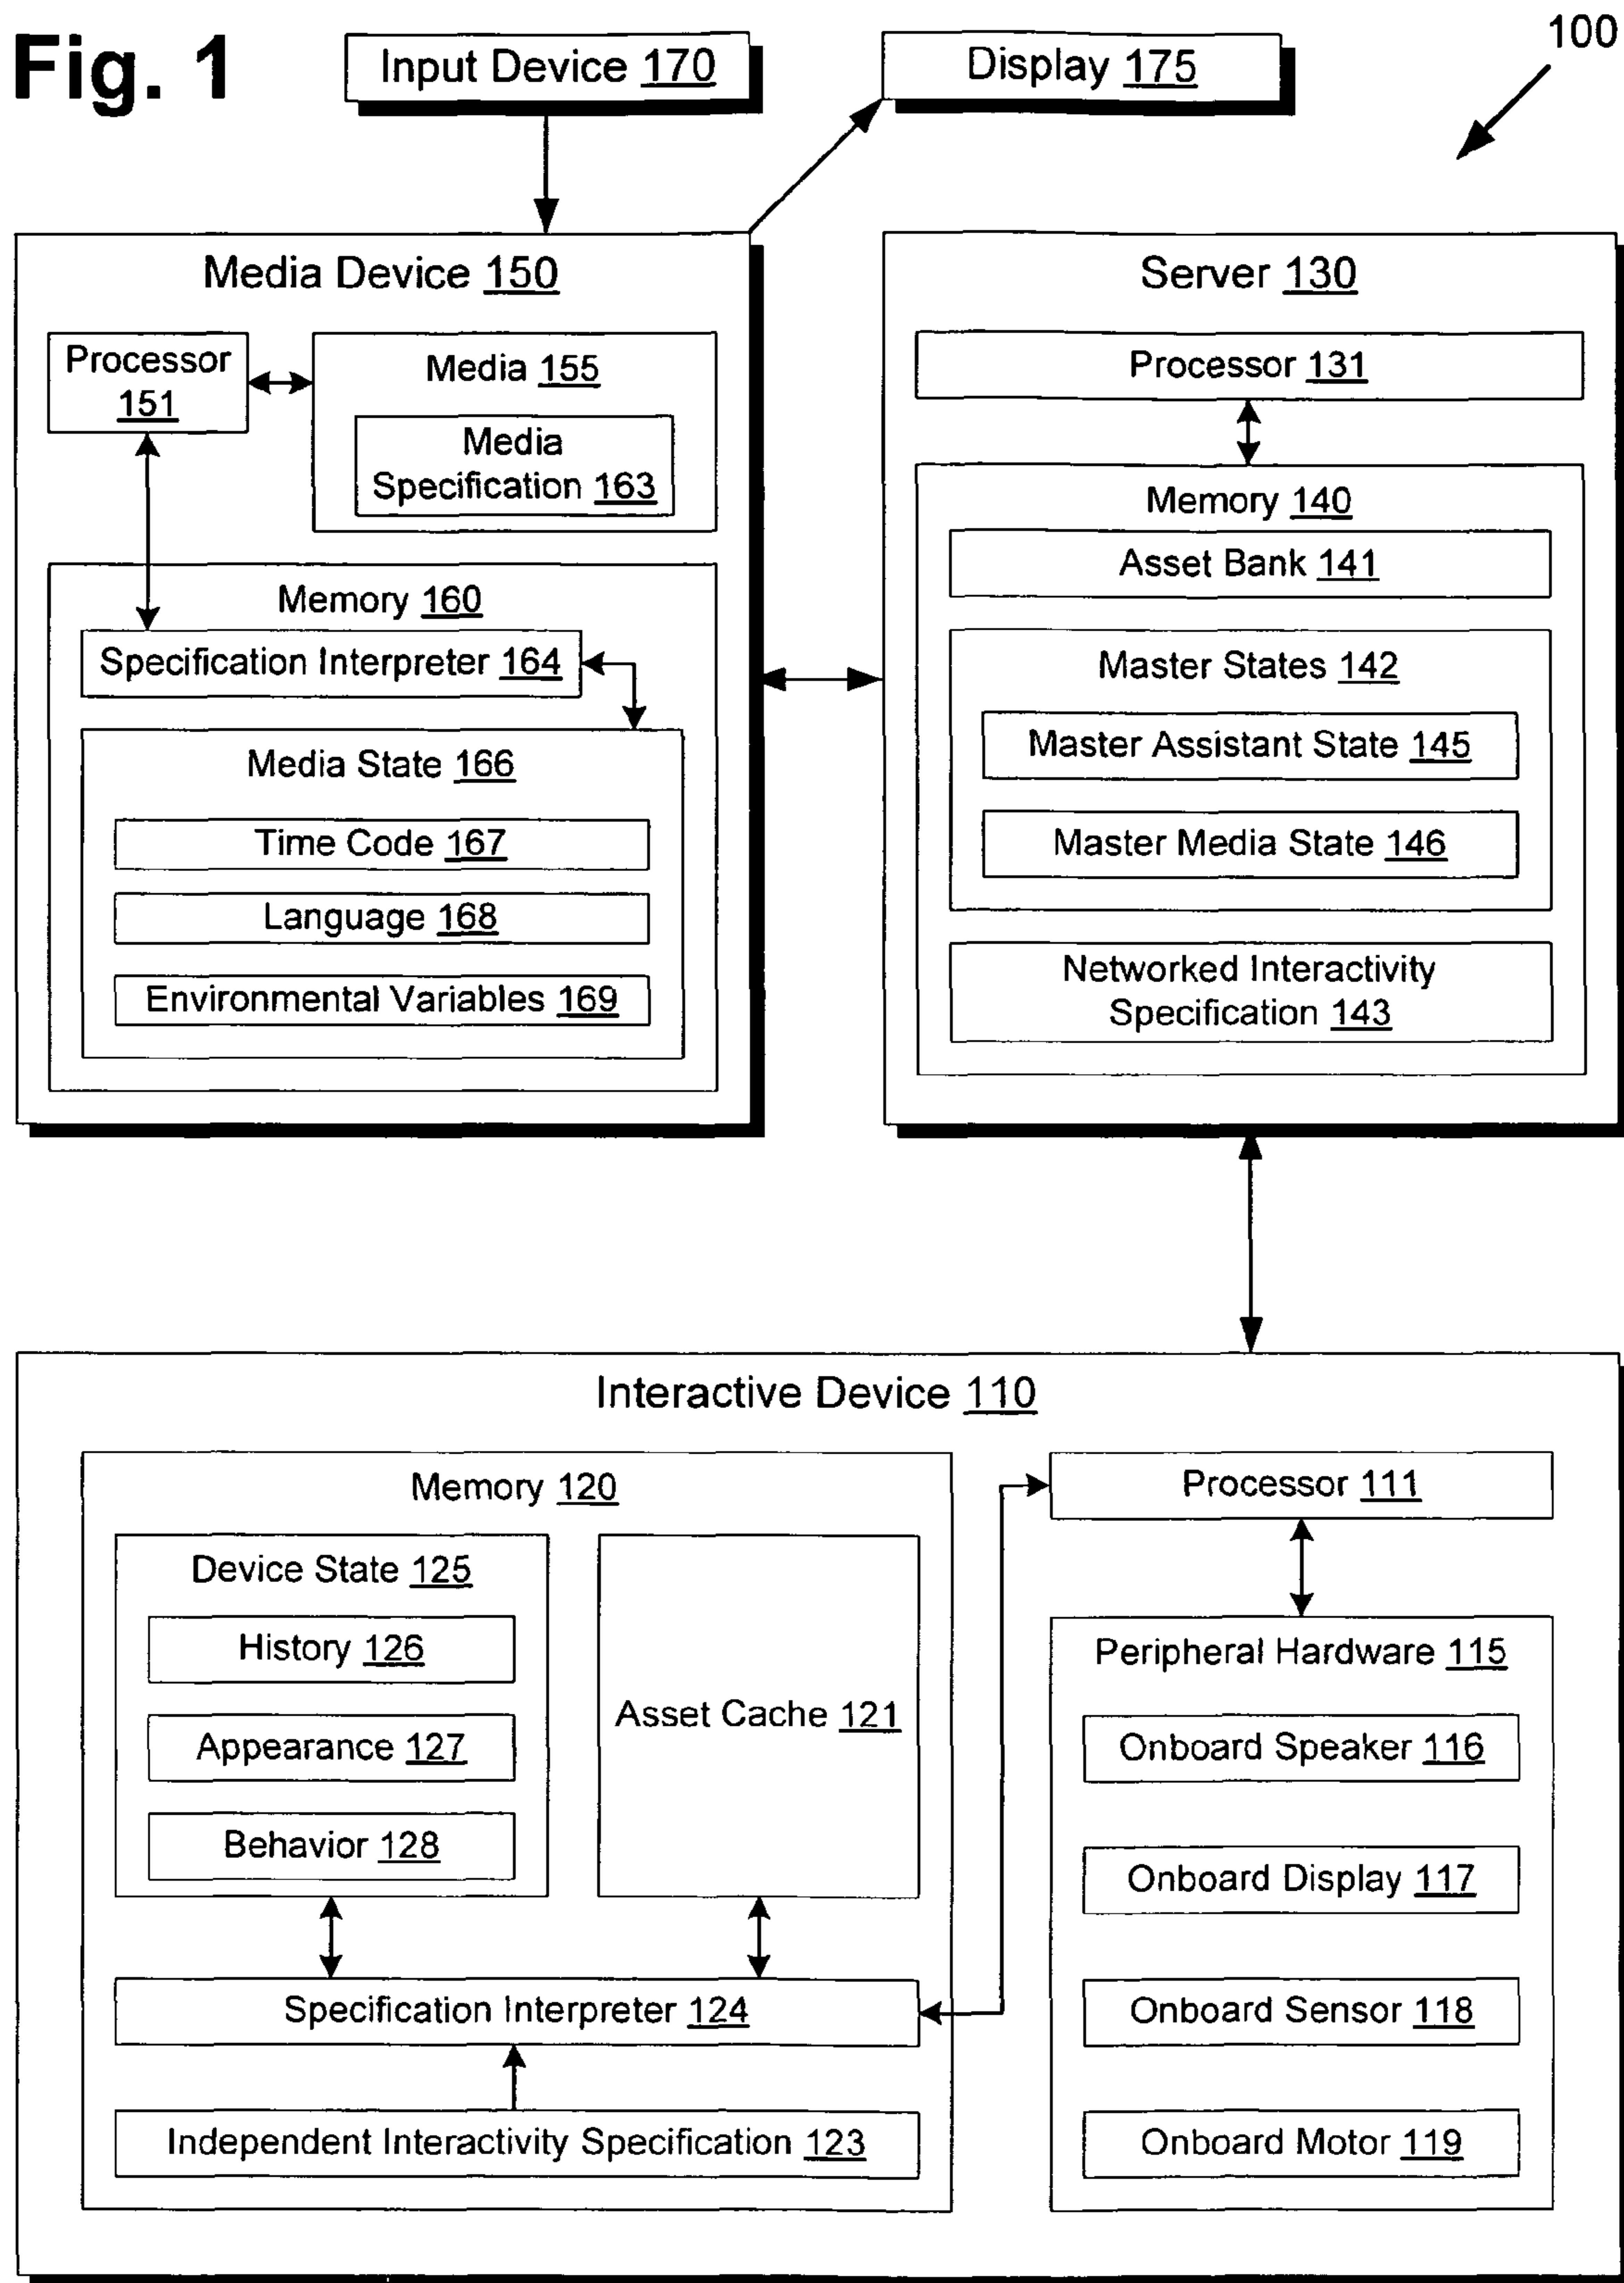 Fig. 1
Input Device 170
Display 175
100
Media Device 150
Processor
151
Media 155
Media
Specification 163
Memory 160
Specification Interpreter 164
Media State 166
Time Code 167
Language 168
Environmental Variables 169
Server 130
Processor 131
Memory 140
Asset Bank 141
Master States 142
Master Assistant State 145
Master Media State 146
Networked Interactivity
Specification 143
Interactive Device 110
Memory 120
Device State 125
History 126
Appearance 127
Behavior 128
Asset Cache 121
Specification Interpreter 124
Independent Interactivity Specification 123
Processor 111
Peripheral Hardware 115
Onboard Speaker 116
Onboard Display 117
Onboard Sensor 118
Onboard Motor 119